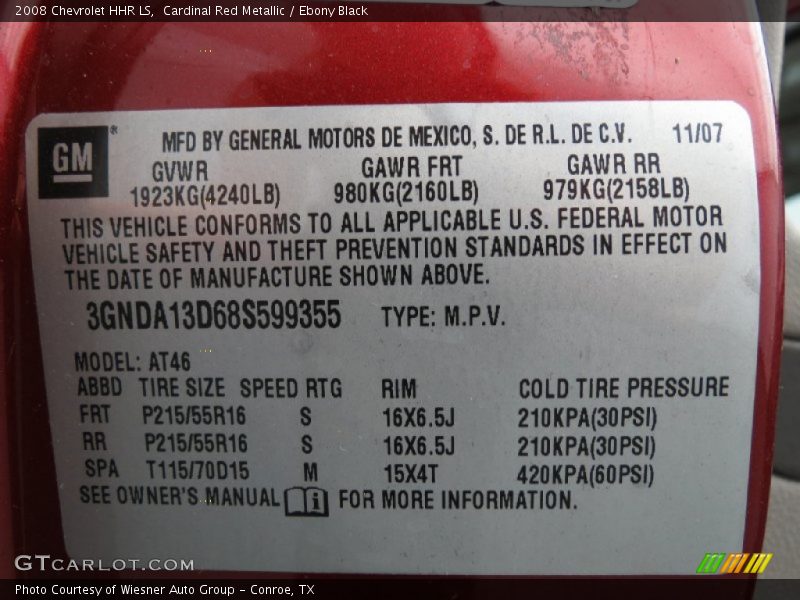 2008 Chevrolet HHR LS,  Cardinal Red Metallic / Ebony Black
GM
MFD BY GENERAL MOTORS DE MEXICO, S. DE R.L. DE C.V. 11/07
GVWR GAWR FRT GAWR RR
1923KG(4240LB) 980KG(2160LB) 979KG(2158LB)
THIS VEHICLE CONFORMS TO ALL APPLICABLE U.S. FEDERAL MOTOR
VEHICLE SAFETY AND THEFT PREVENTION STANDARDS IN EFFECT ON
THE DATE OF MANUFACTURE SHOWN ABOVE.
3GNDA13D68S599355 TYPE: M.P.V.
MODEL: AT46
ABBD TIRE SIZE SPEED RTG RIM COLD TIRE PRESSURE
FRT P215/55R16 S 16X6.5J 210KPA(30PSI)
RR P215/55R16 S 16X6.5J 210KPA(30PSI)
SPA T115/70D15 M 15X4T 420KPA(60PSI)
SEE OWNER'S MANUAL i FOR MORE INFORMATION.
GTCARLOT.COM
Photo Courtesy of Wiesner Auto Group - Conroe, TX